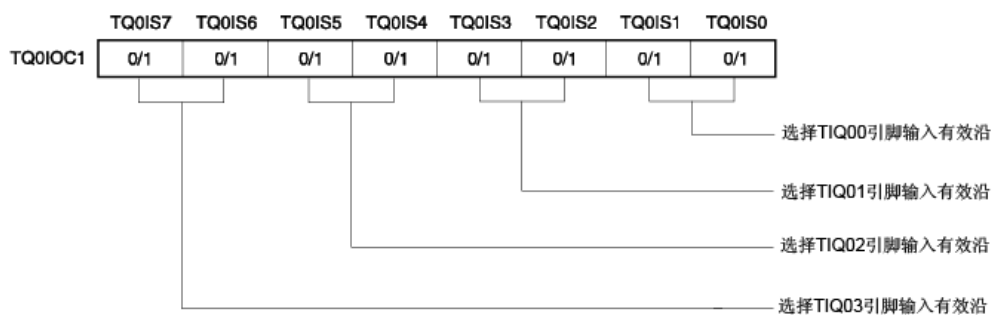 TQ0IS7 TQ0IS6 TQ0IS5 TQ0IS4 TQ0IS3 TQ0IS2 TQ0IS1 TQ0IS0
TQ0IOC1 0/1 0/1 0/1 0/1 0/1 0/1 0/1 0/1
选择TIQ00引脚输入有效沿
选择TIQ01引脚输入有效沿
选择TIQ02引脚输入有效沿
选择TIQ03引脚输入有效沿